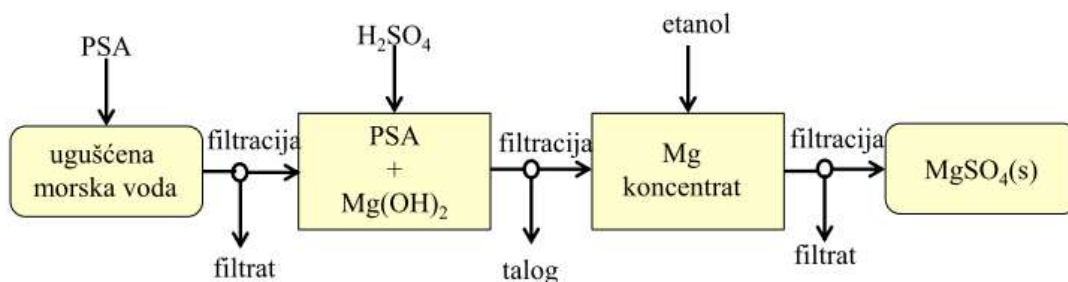 PSA
H₂SO₄
etanol
ugušćena
morska voda
filtracija
filtrat
PSA
+
Mg(OH)₂
filtracija
talog
Mg
koncentrat
filtracija
filtrat
MgSO₄(s)